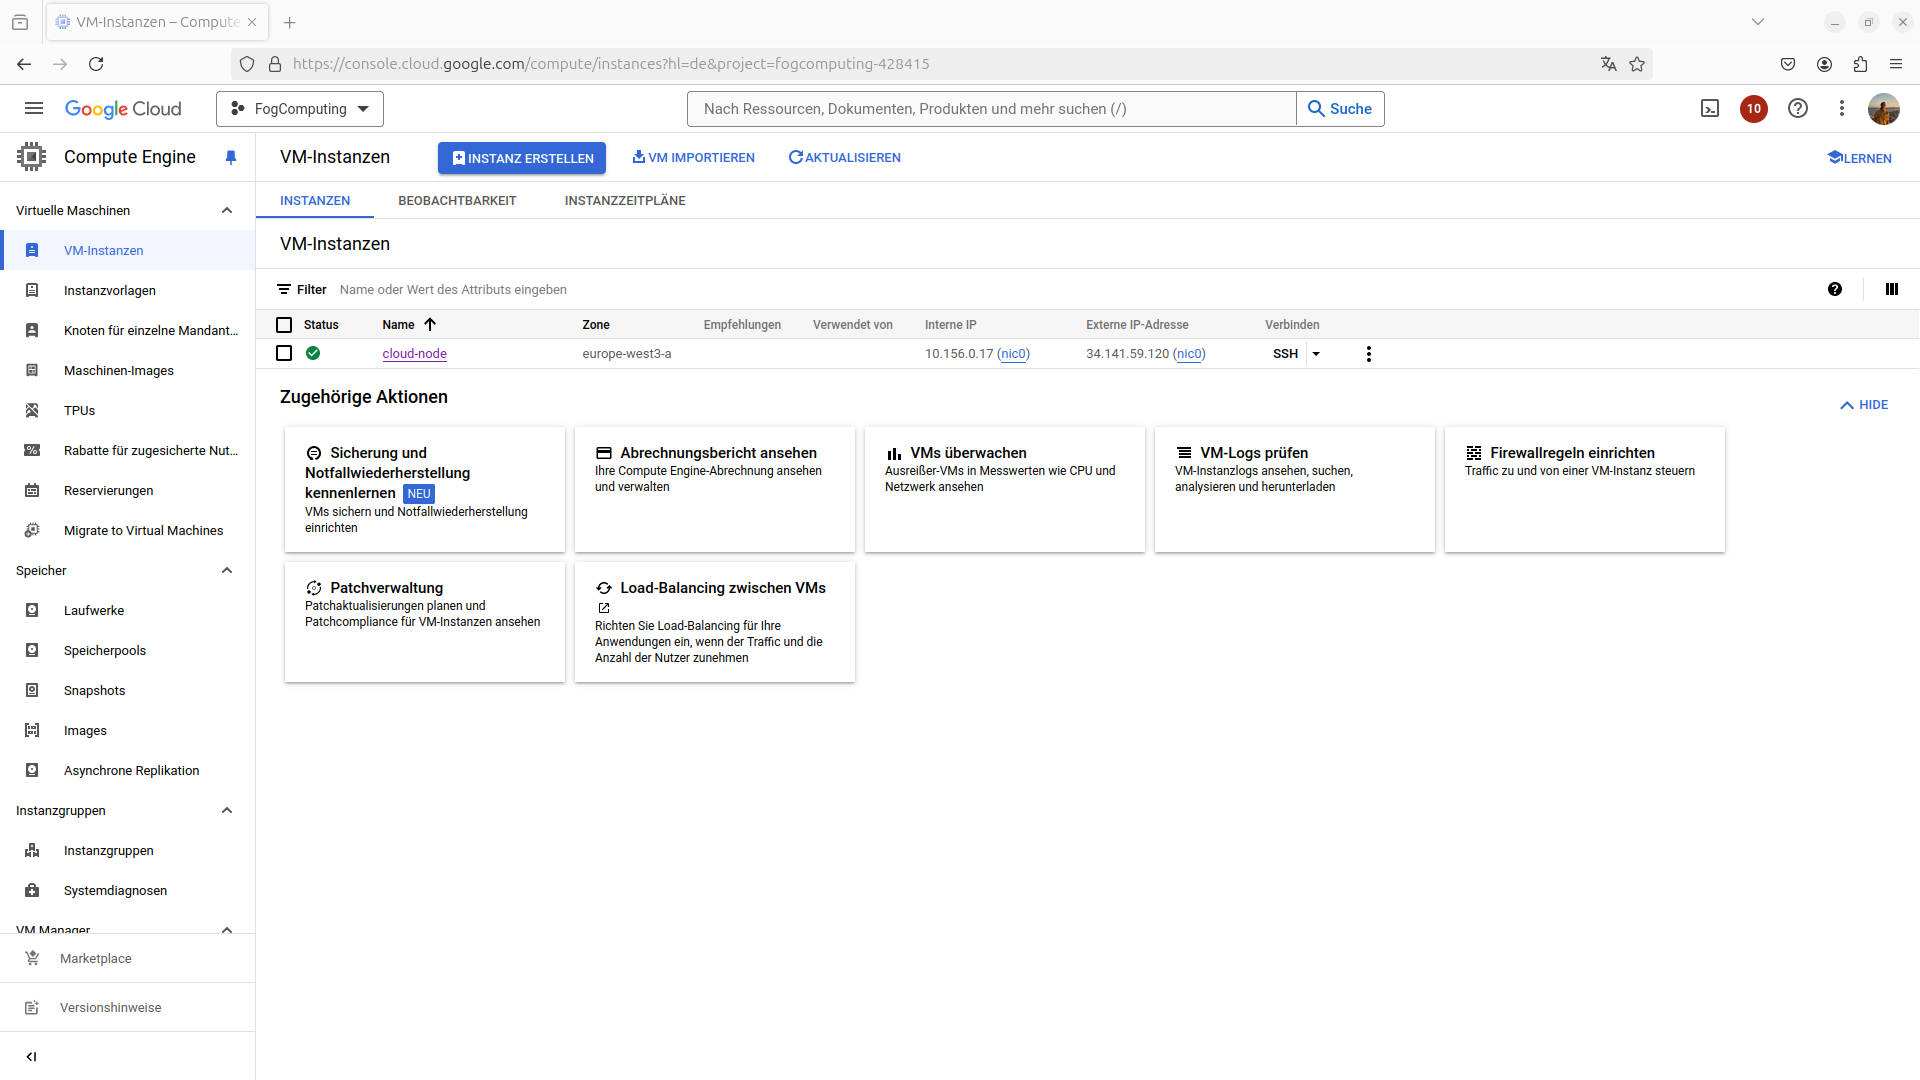 VM-Instanzen – Compute
https://console.cloud.google.com/compute/instances?hl=de&project=fogcomputing-428415
Google Cloud
FogComputing
Nach Ressourcen, Dokumenten, Produkten und mehr suchen (/)
Suche
10
Compute Engine
VM-Instanzen
INSTANZ ERSTELLEN
VM IMPORTIEREN
AKTUALISIEREN
LERNEN
Virtuelle Maschinen
VM-Instanzen
Instanzvorlagen
Knoten für einzelne Mandant...
Maschinen-Images
TPUs
Rabatte für zugesicherte Nut...
Reservierungen
Migrate to Virtual Machines
Speicher
Laufwerke
Speicherpools
Snapshots
Images
Asynchrone Replikation
Instanzgruppen
Instanzgruppen
Systemdiagnosen
VM Manager
Marketplace
Versionshinweise
INSTANZEN
BEOBACHTBARKEIT
INSTANZZEITPLÄNE
VM-Instanzen
Filter
Name oder Wert des Attributs eingeben
Status Name Zone Empfehlungen Verwendet von Interne IP Externe IP-Adresse Verbinden
cloud-node europe-west3-a 10.156.0.17 (nic0) 34.141.59.120 (nic0) SSH
Zugehörige Aktionen
HIDE
Sicherung und
Notfallwiederherstellung
kennenlernen NEU
VMs sichern und Notfallwiederherstellung
einrichten
Abrechnungsbericht ansehen
Ihre Compute Engine-Abrechnung ansehen
und verwalten
VMs überwachen
Ausreißer-VMs in Messwerten wie CPU und
Netzwerk ansehen
VM-Logs prüfen
VM-Instanzlogs ansehen, suchen,
analysieren und herunterladen
Firewallregeln einrichten
Traffic zu und von einer VM-Instanz steuern
Patchverwaltung
Patchaktualisierungen planen und
Patchcompliance für VM-Instanzen ansehen
Load-Balancing zwischen VMs
Richten Sie Load-Balancing für Ihre
Anwendungen ein, wenn der Traffic und die
Anzahl der Nutzer zunehmen